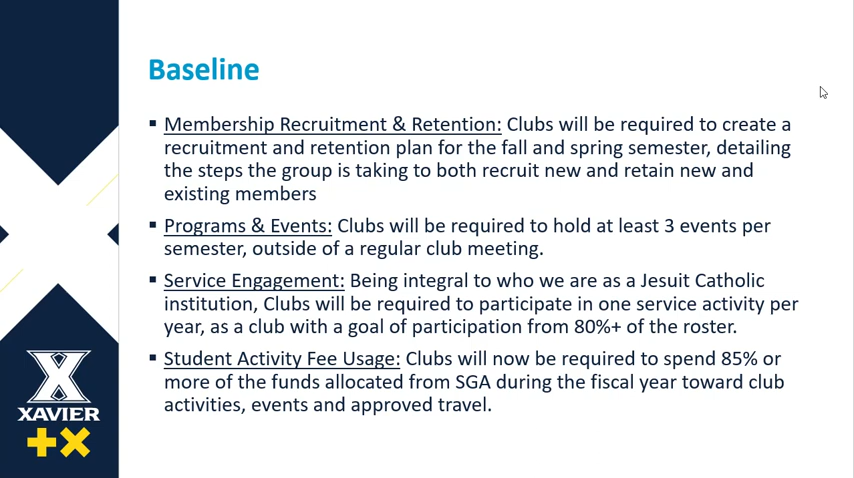 Baseline
▪ Membership Recruitment & Retention: Clubs will be required to create a
recruitment and retention plan for the fall and spring semester, detailing
the steps the group is taking to both recruit new and retain new and
existing members
▪ Programs & Events: Clubs will be required to hold at least 3 events per
semester, outside of a regular club meeting.
▪ Service Engagement: Being integral to who we are as a Jesuit Catholic
institution, Clubs will be required to participate in one service activity per
year, as a club with a goal of participation from 80%+ of the roster.
▪ Student Activity Fee Usage: Clubs will now be required to spend 85% or
more of the funds allocated from SGA during the fiscal year toward club
activities, events and approved travel.
X
XAVIER